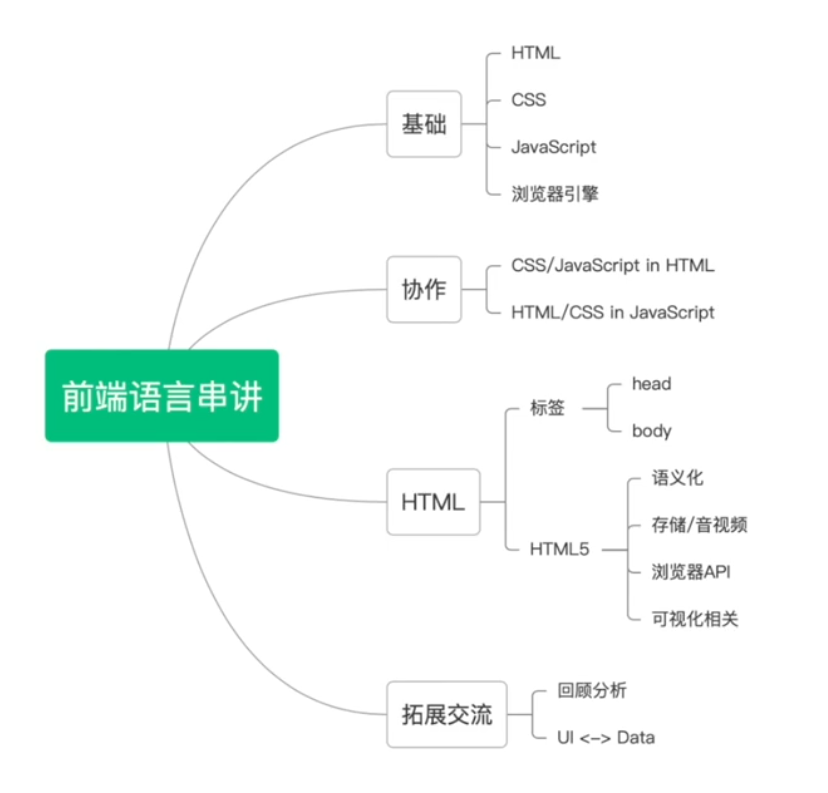 前端语言串讲
基础
HTML
CSS
JavaScript
浏览器引擎
协作
CSS/JavaScript in HTML
HTML/CSS in JavaScript
HTML
标签
head
body
HTML5
语义化
存储/音视频
浏览器API
可视化相关
拓展交流
回顾分析
UI <-> Data